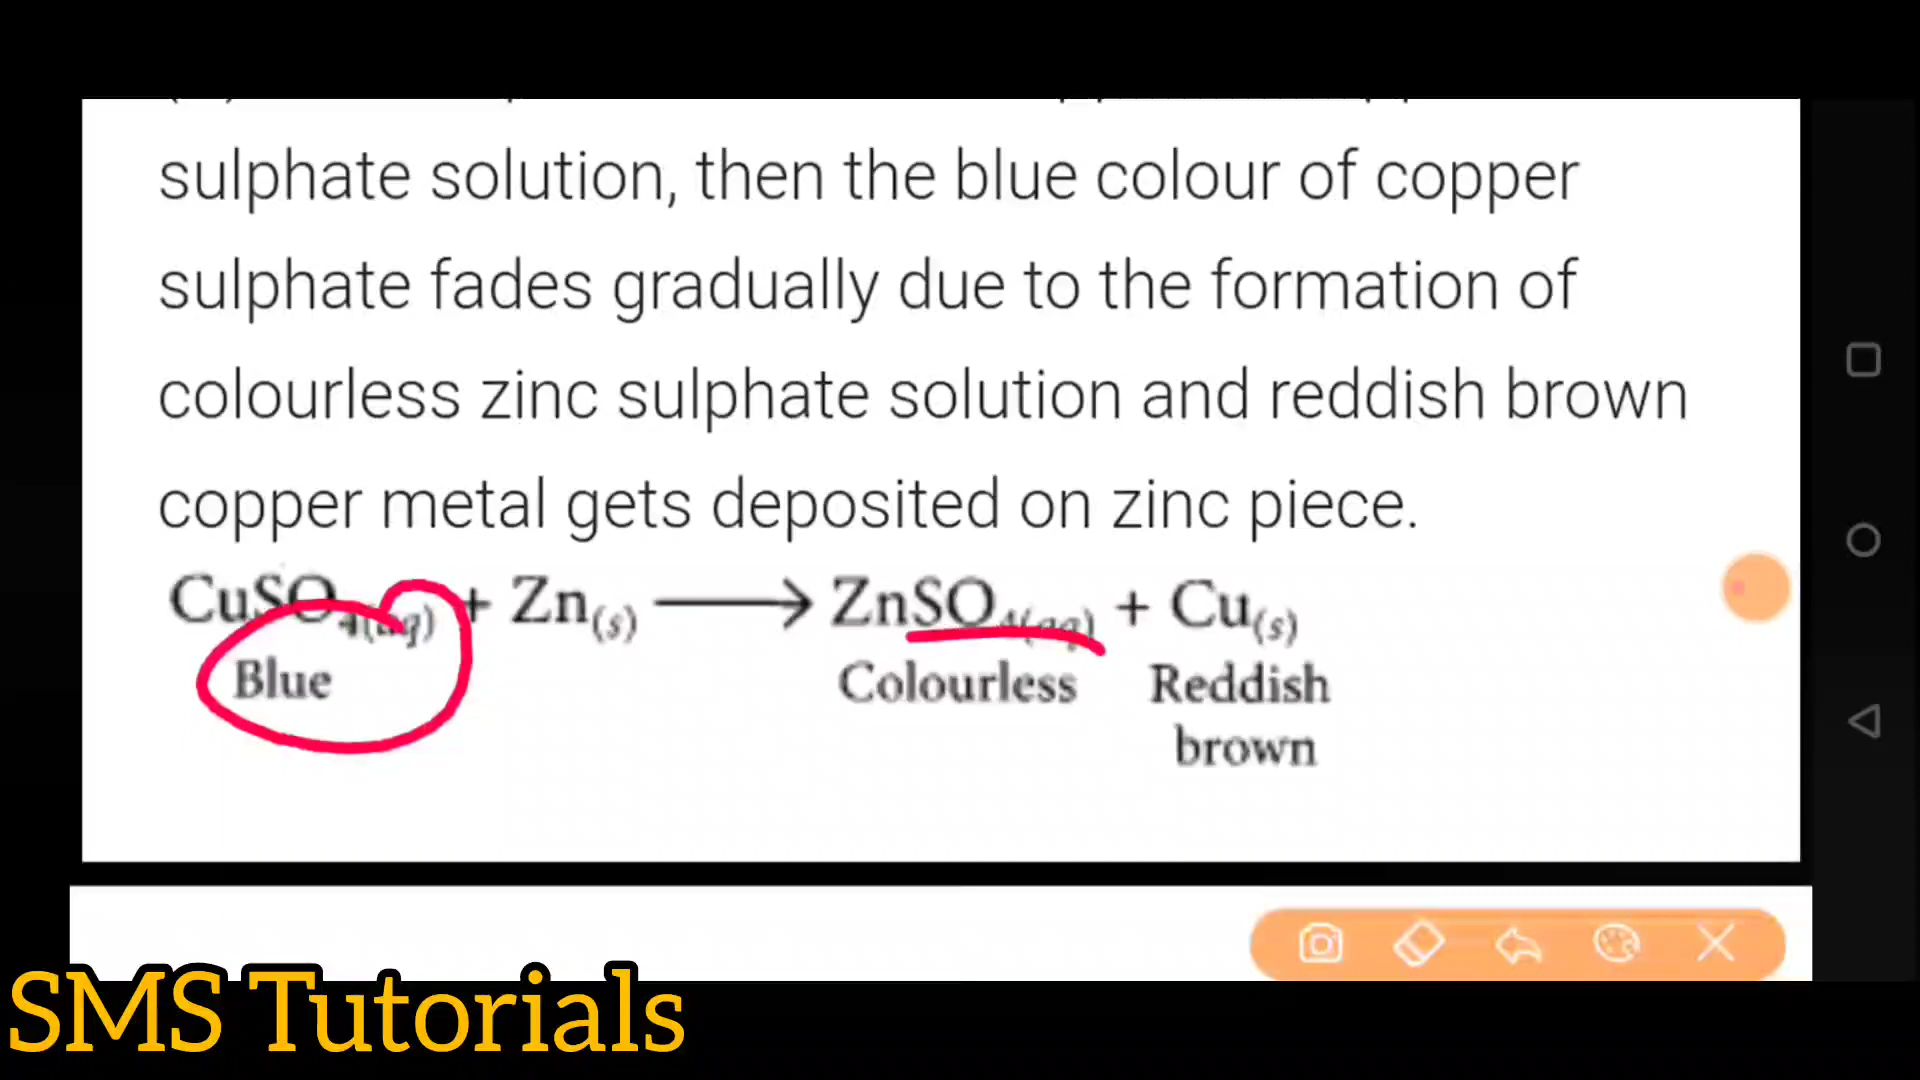 sulphate solution, then the blue colour of copper
sulphate fades gradually due to the formation of
colourless zinc sulphate solution and reddish brown
copper metal gets deposited on zinc piece.
CuSO4(aq) + Zn(s) ⟶ ZnSO4(aq) + Cu(s)
Blue Colourless Reddish
brown
SMS Tutorials